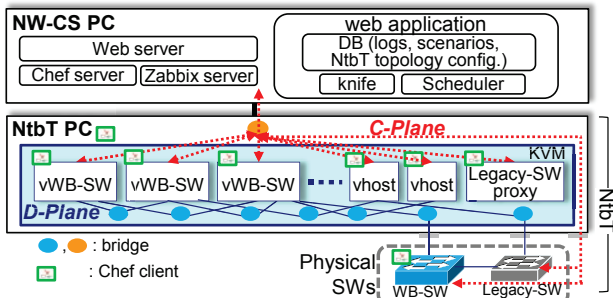 NW-CS PC
Web server
Chef server
Zabbix server
web application
DB (logs, scenarios,
NtbT topology config.)
knife
Scheduler
NtbT PC
C-Plane
KVM
vWB-SW
vWB-SW
vWB-SW
vhost
vhost
Legacy-SW
proxy
D-Plane
NtbT
, : bridge
: Chef client
Physical
SWs
WB-SW
Legacy-SW